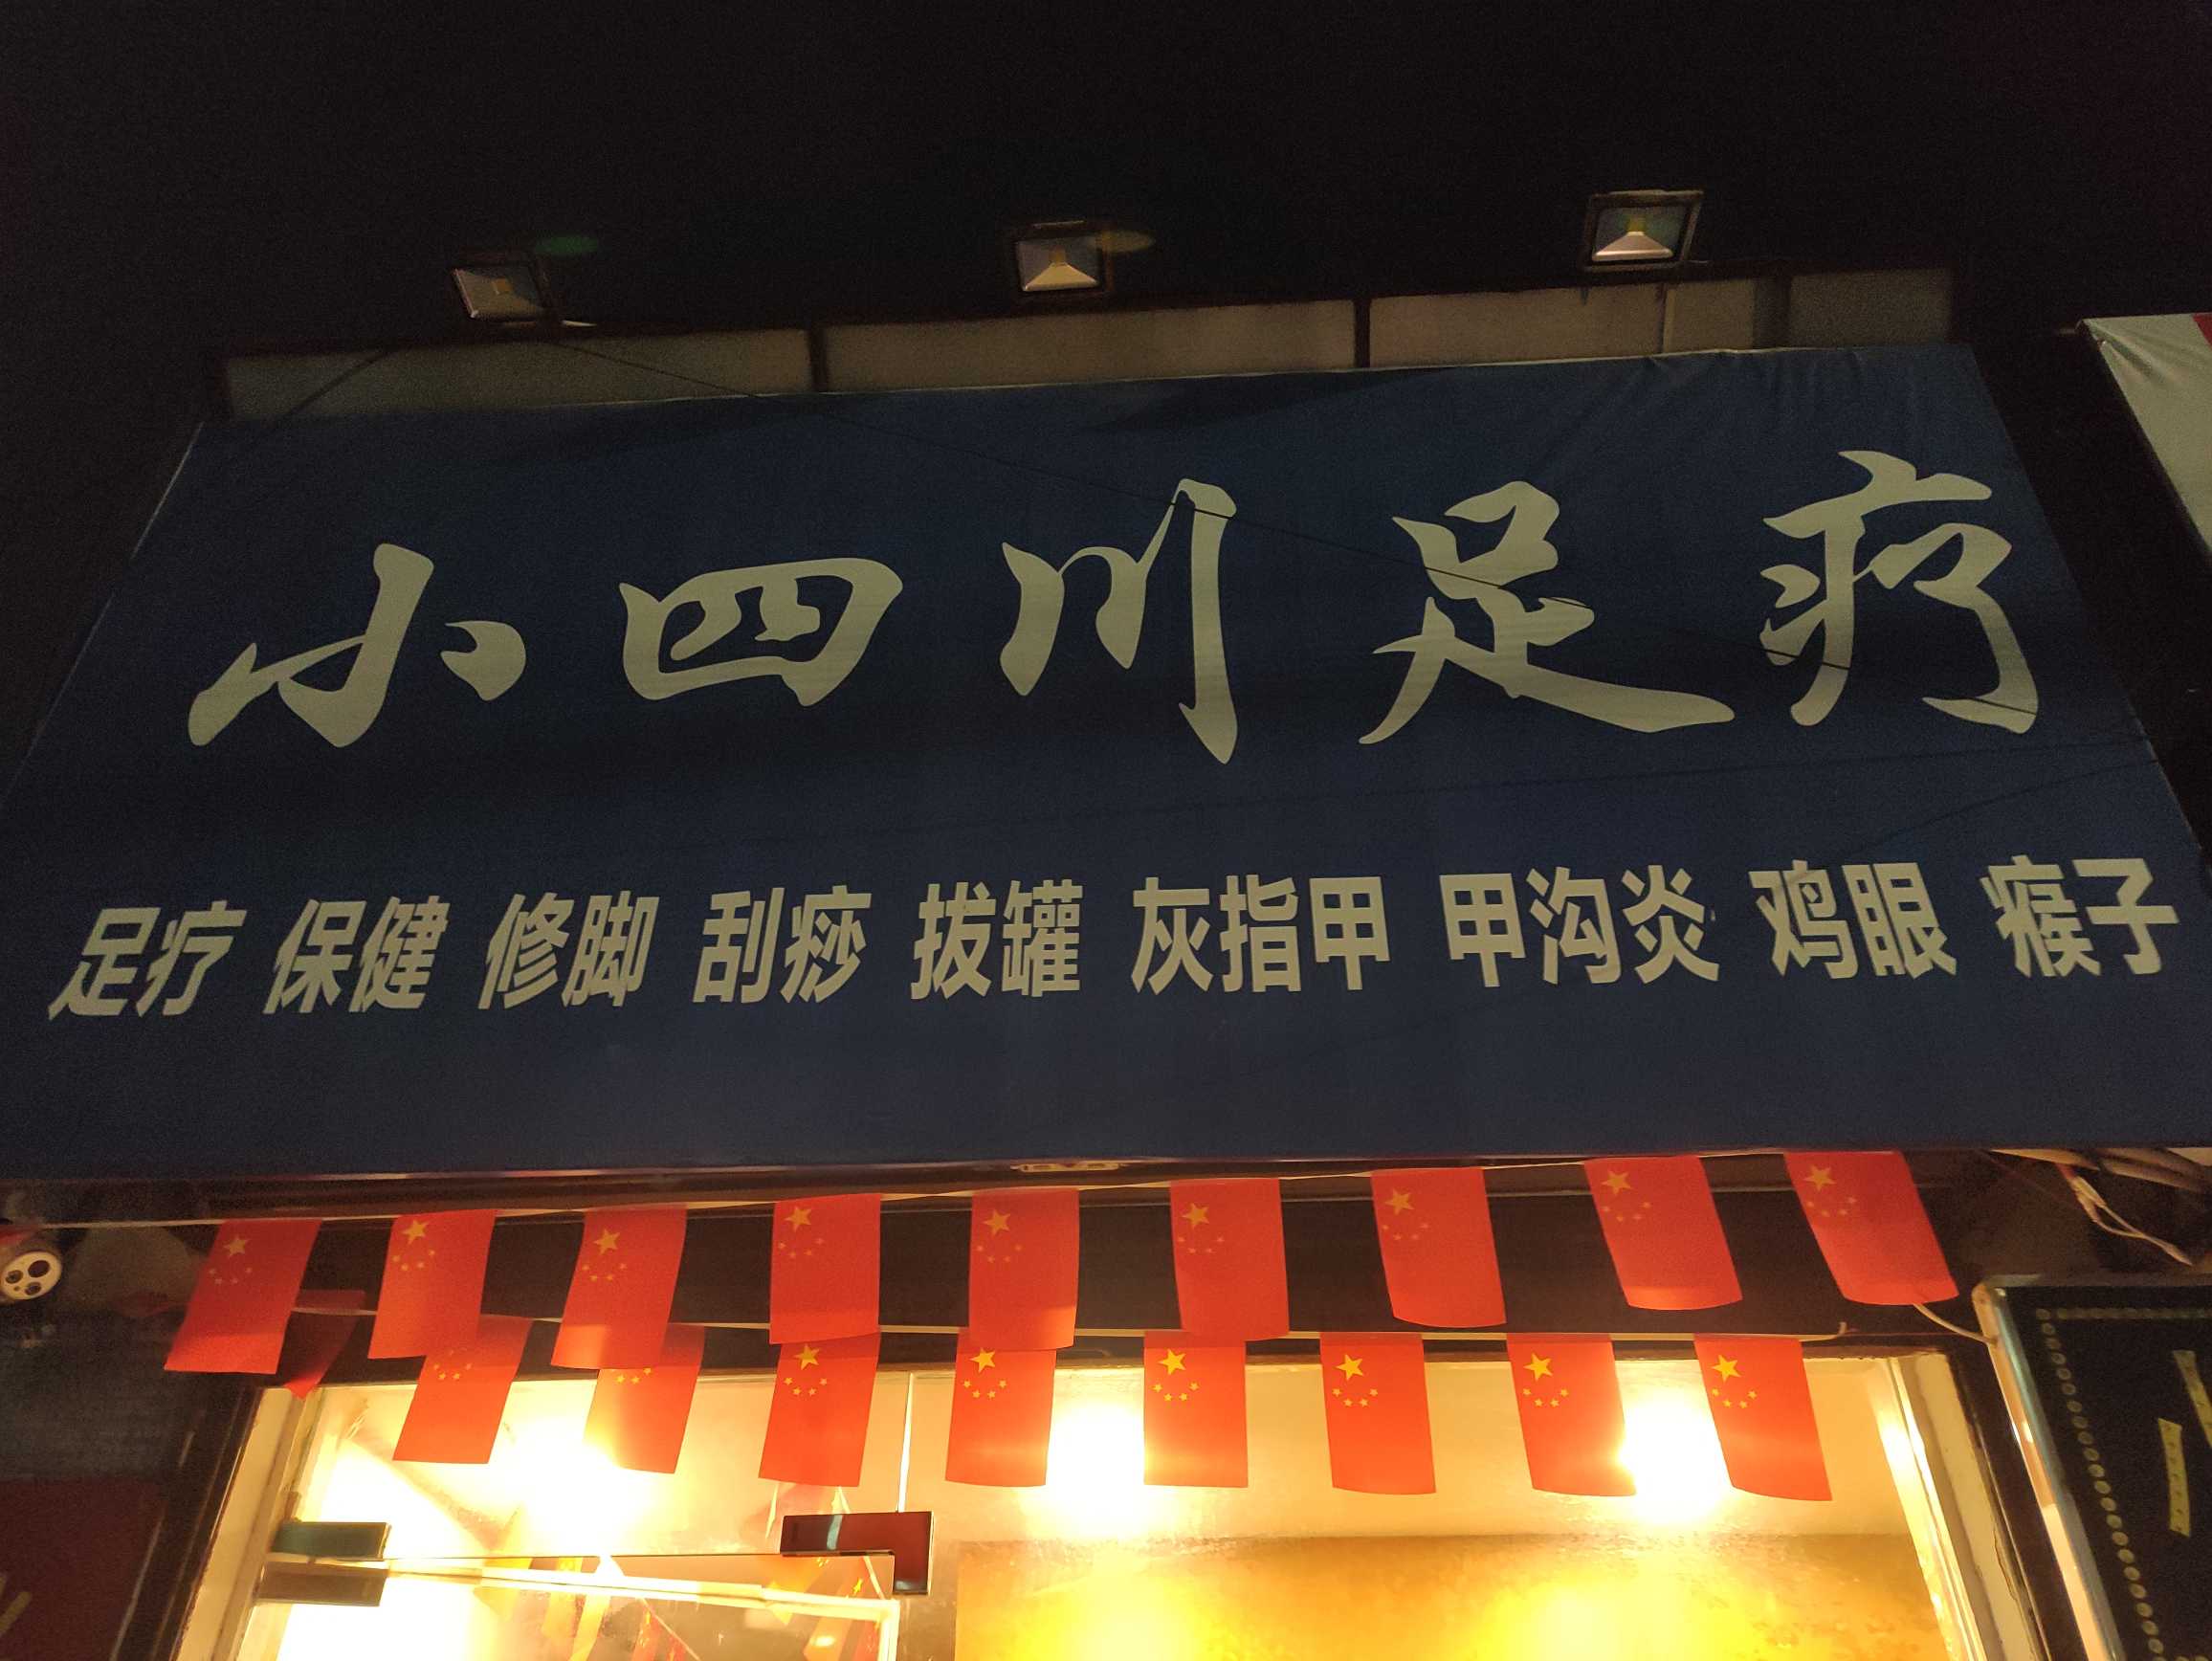 小四川足疗
足疗 保健 修脚 刮痧 拔罐 灰指甲 甲沟炎 鸡眼 瘊子